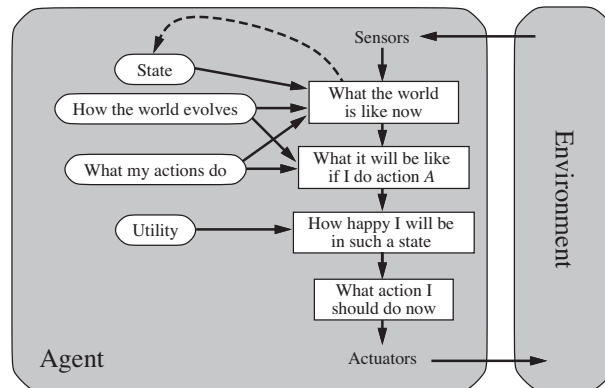 Sensors
State
What the world
is like now
How the world evolves
What it will be like
if I do action A
What my actions do
How happy I will be
in such a state
Utility
What action I
should do now
Agent
Actuators
Environment